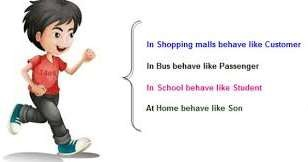 In Shopping malls behave like Customer
In Bus behave like Passenger
In School behave like Student
At Home behave like Son